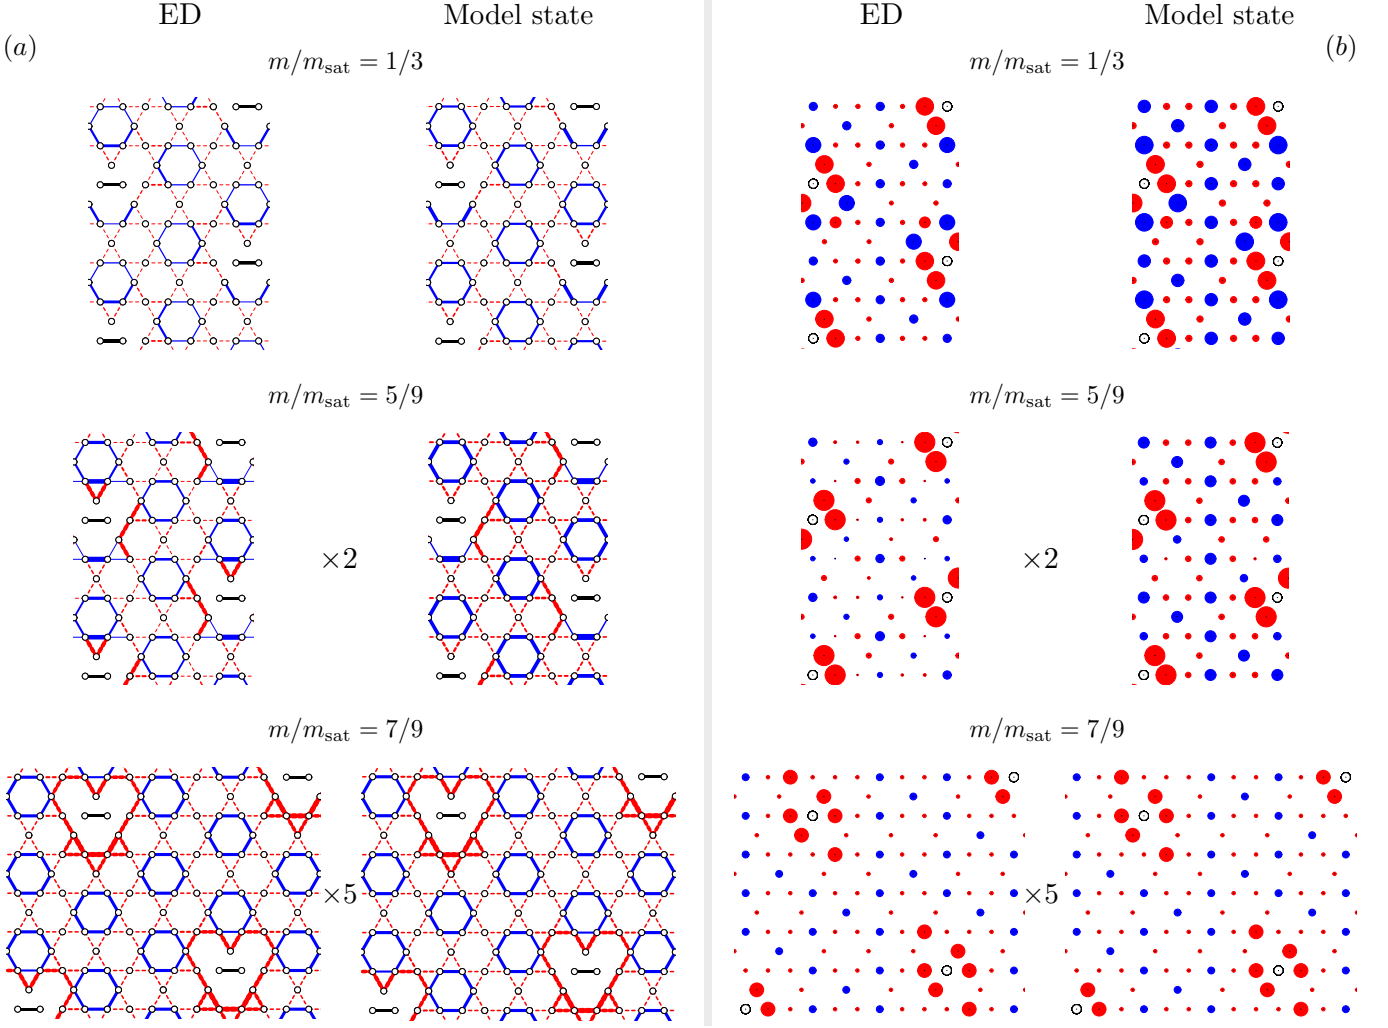 ED Model state ED Model state
(a) (b)
m/m_sat = 1/3 m/m_sat = 1/3
m/m_sat = 5/9 m/m_sat = 5/9
×2 ×2
m/m_sat = 7/9 m/m_sat = 7/9
×5 ×5